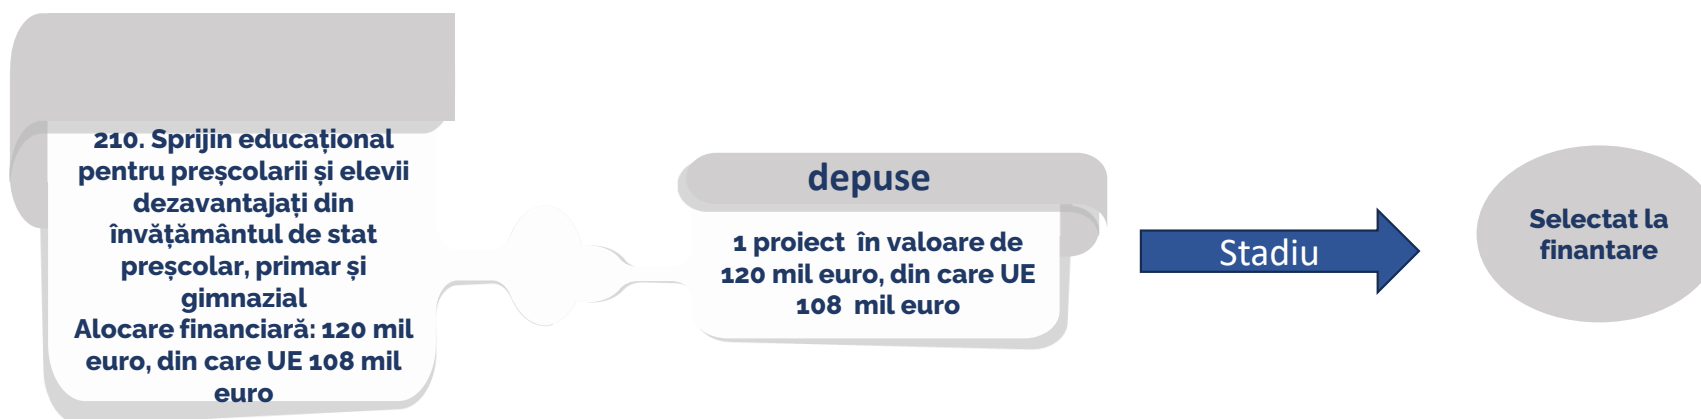 210. Sprijin educațional
pentru preșcolarii și elevii
dezavantajați din
învățământul de stat
preșcolar, primar și
gimnazial
Alocare financiară: 120 mil
euro, din care UE 108 mil
euro
depuse
1 proiect în valoare de
120 mil euro, din care UE
108 mil euro
Stadiu
Selectat la
finantare